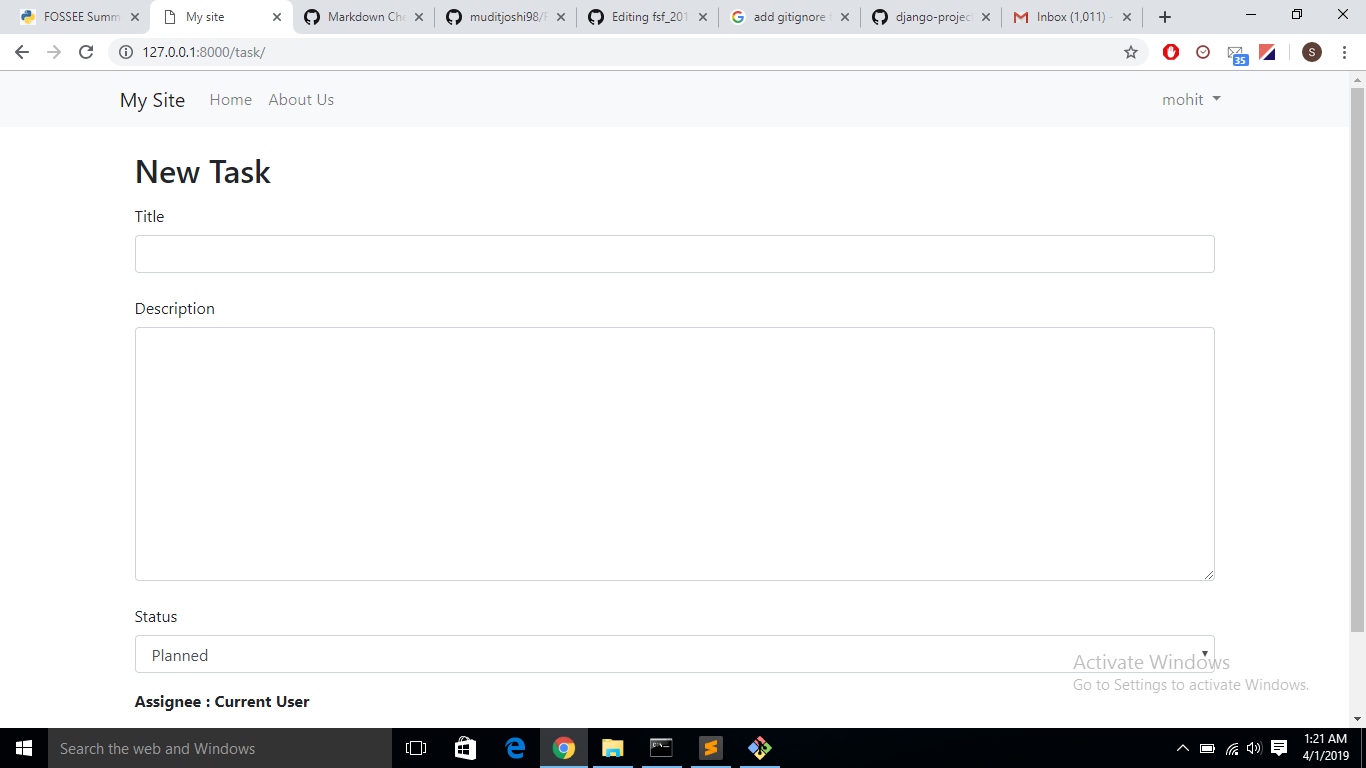 FOSSEE Summ
My site
Markdown Che
muditjoshi98/F
Editing fsf_201
add gitignore f
django-project
Inbox (1,011) -
127.0.0.1:8000/task/
35
S
My Site
Home
About Us
mohit
New Task
Title
Description
Status
Planned
Activate Windows
Go to Settings to activate Windows.
Assignee : Current User
Search the web and Windows
1:21 AM
4/1/2019